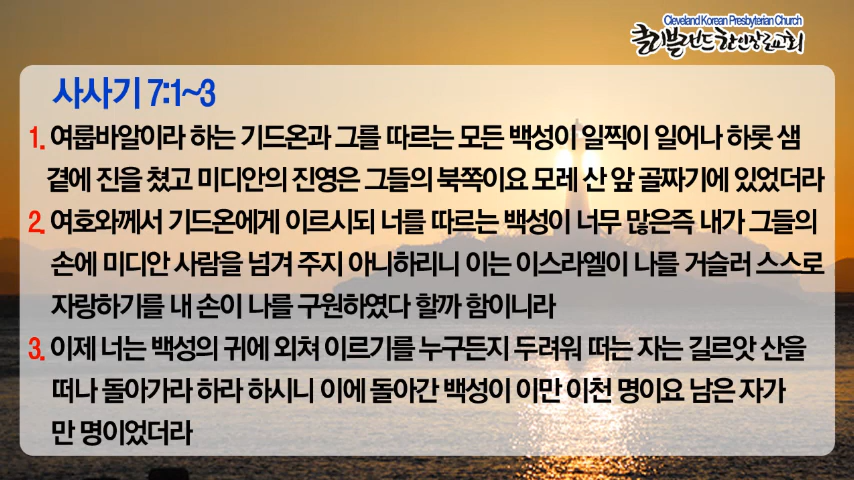 Cleveland Korean Presbyterian Church
클리블랜드 한인장로교회
사사기 7:1~3
1. 여룹바알이라 하는 기드온과 그를 따르는 모든 백성이 일찍이 일어나 하롯 샘
곁에 진을 쳤고 미디안의 진영은 그들의 북쪽이요 모레 산 앞 골짜기에 있었더라
2. 여호와께서 기드온에게 이르시되 너를 따르는 백성이 너무 많은즉 내가 그들의
손에 미디안 사람을 넘겨 주지 아니하리니 이는 이스라엘이 나를 거슬러 스스로
자랑하기를 내 손이 나를 구원하였다 할까 함이니라
3. 이제 너는 백성의 귀에 외쳐 이르기를 누구든지 두려워 떠는 자는 길르앗 산을
떠나 돌아가라 하라 하시니 이에 돌아간 백성이 이만 이천 명이요 남은 자가
만 명이었더라